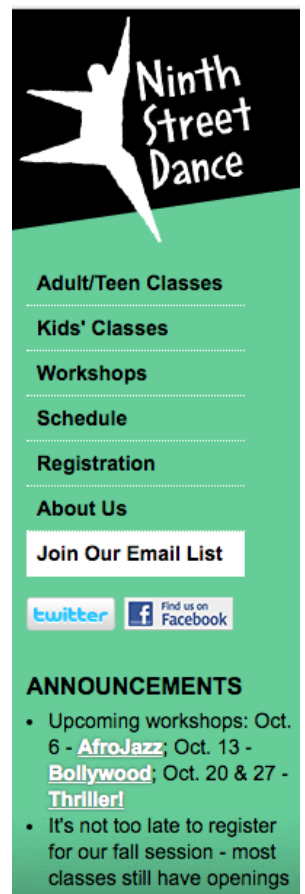 Ninth
Street
Dance
Adult/Teen Classes
Kids' Classes
Workshops
Schedule
Registration
About Us
Join Our Email List
twitter
f Find us on
Facebook
ANNOUNCEMENTS
• Upcoming workshops: Oct.
6 - AfroJazz; Oct. 13 -
Bollywood; Oct. 20 & 27 -
Thriller!
• It's not too late to register
for our fall session - most
classes still have openings